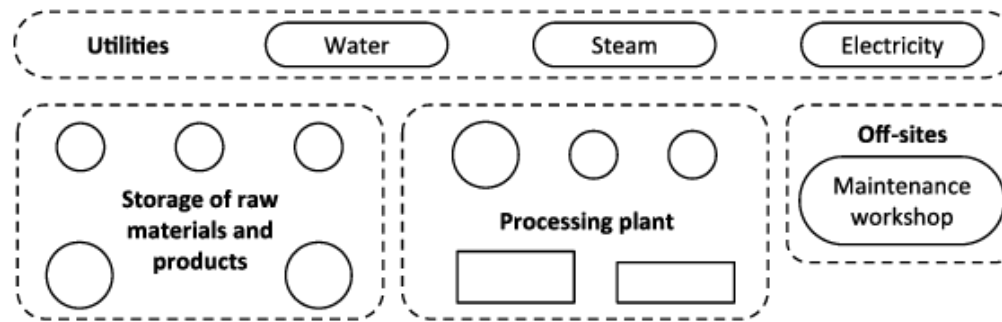 Utilities
Water
Steam
Electricity
Storage of raw
materials and
products
Processing plant
Off-sites
Maintenance
workshop